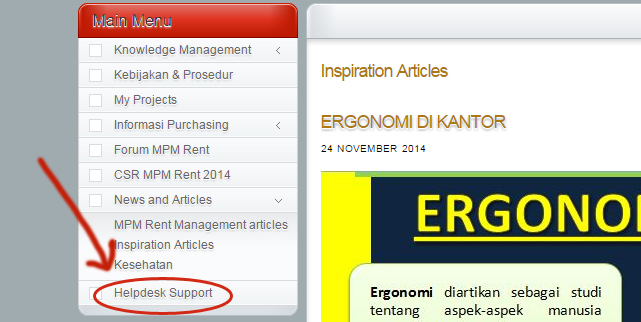 Main Menu
Knowledge Management
Kebijakan & Prosedur
My Projects
Informasi Purchasing
Forum MPM Rent
CSR MPM Rent 2014
News and Articles
MPM Rent Management articles
Inspiration Articles
Kesehatan
Helpdesk Support
Inspiration Articles
ERGONOMI DI KANTOR
24 NOVEMBER 2014
ERGONO
Ergonomi diartikan sebagai studi
tentang aspek-aspek manusia